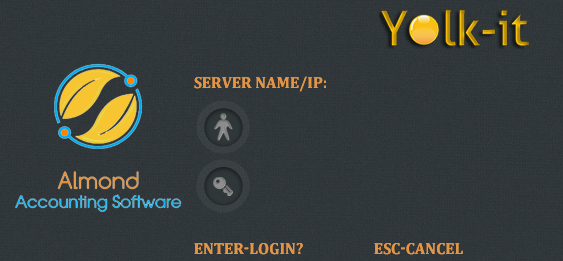 Yolk-it
SERVER NAME/IP:
Almond
Accounting Software
ENTER-LOGIN?
ESC-CANCEL